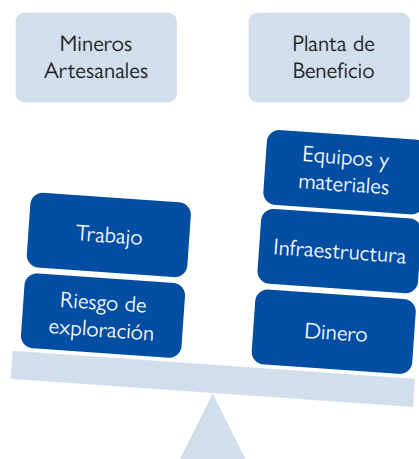 Mineros
Artesanales
Planta de
Beneficio
Trabajo
Riesgo de
exploración
Equipos y
materiales
Infraestructura
Dinero